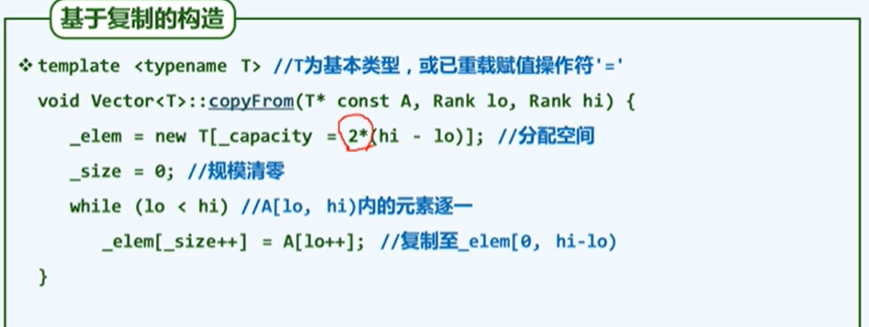 基于复制的构造
❖template <typename T> //T为基本类型，或已重载赋值操作符'='
void Vector<T>::copyFrom(T* const A, Rank lo, Rank hi) {
_elem = new T[_capacity = 2*(hi - lo)]; //分配空间
_size = 0; //规模清零
while (lo < hi) //A[lo, hi)内的元素逐一
_elem[_size++] = A[lo++]; //复制至_elem[0, hi-lo)
}